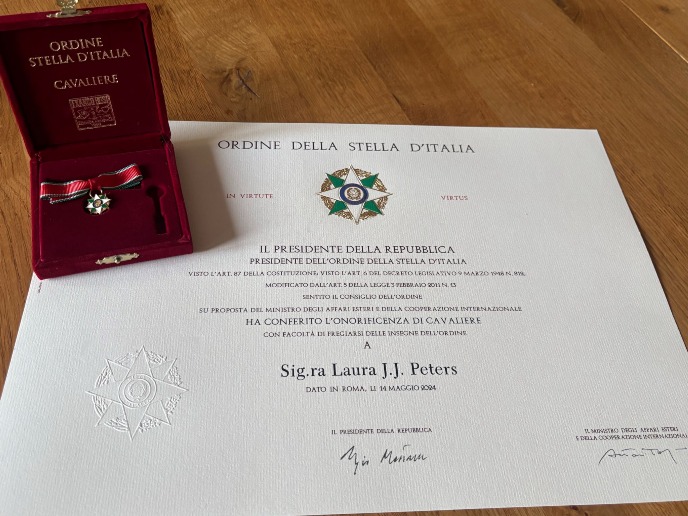 ORDINE
STELLA D'ITALIA
CAVALIERE
ORDINE DELLA STELLA D'ITALIA
IN VIRTUTE
VIRTUS
IL PRESIDENTE DELLA REPUBBLICA
PRESIDENTE DELL'ORDINE DELLA STELLA D'ITALIA
VISTO L'ART. 87 DELLA COSTITUZIONE; VISTO L'ART. 6 DEL DECRETO LEGISLATIVO 9 MARZO 1948 N. 812,
MODIFICATO DALL'ART. 5 DELLA LEGGE 3 FEBBRAIO 2011 N. 13
SENTITO IL CONSIGLIO DELL'ORDINE
SU PROPOSTA DEL MINISTRO DEGLI AFFARI ESTERI E DELLA COOPERAZIONE INTERNAZIONALE
HA CONFERITO L'ONORIFICENZA DI CAVALIERE
CON FACOLTÀ DI FREGIARSI DELLE INSEGNE DELL'ORDINE
A
Sig.ra Laura J.J. Peters
DATO IN ROMA, LI 14 MAGGIO 2024
IL PRESIDENTE DELLA REPUBBLICA
IL MINISTRO DEGLI AFFARI ESTERI
E DELLA COOPERAZIONE INTERNAZIONAL